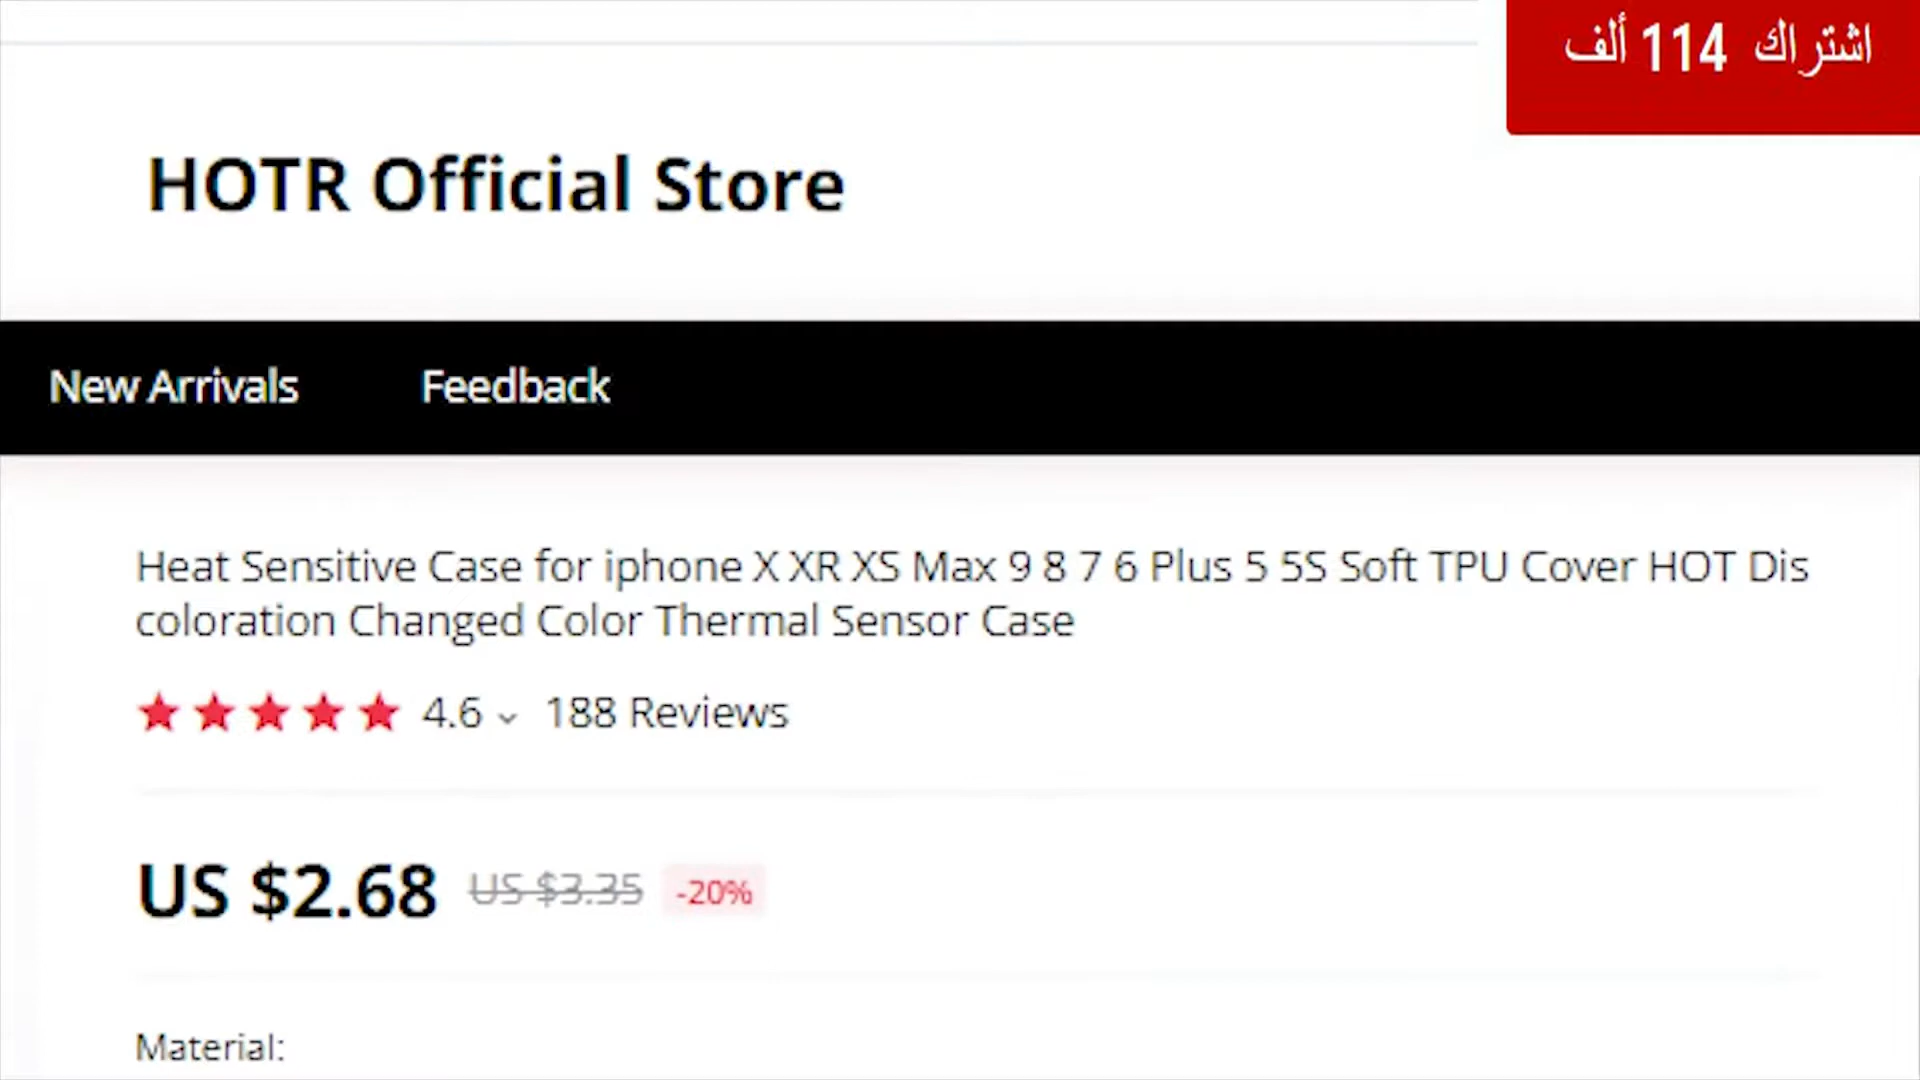 اشتراك 114 ألف
HOTR Official Store
New Arrivals Feedback
Heat Sensitive Case for iphone X XR XS Max 9 8 7 6 Plus 5 5S Soft TPU Cover HOT Dis
coloration Changed Color Thermal Sensor Case
4.6 188 Reviews
US $2.68 US $3.35 -20%
Material: